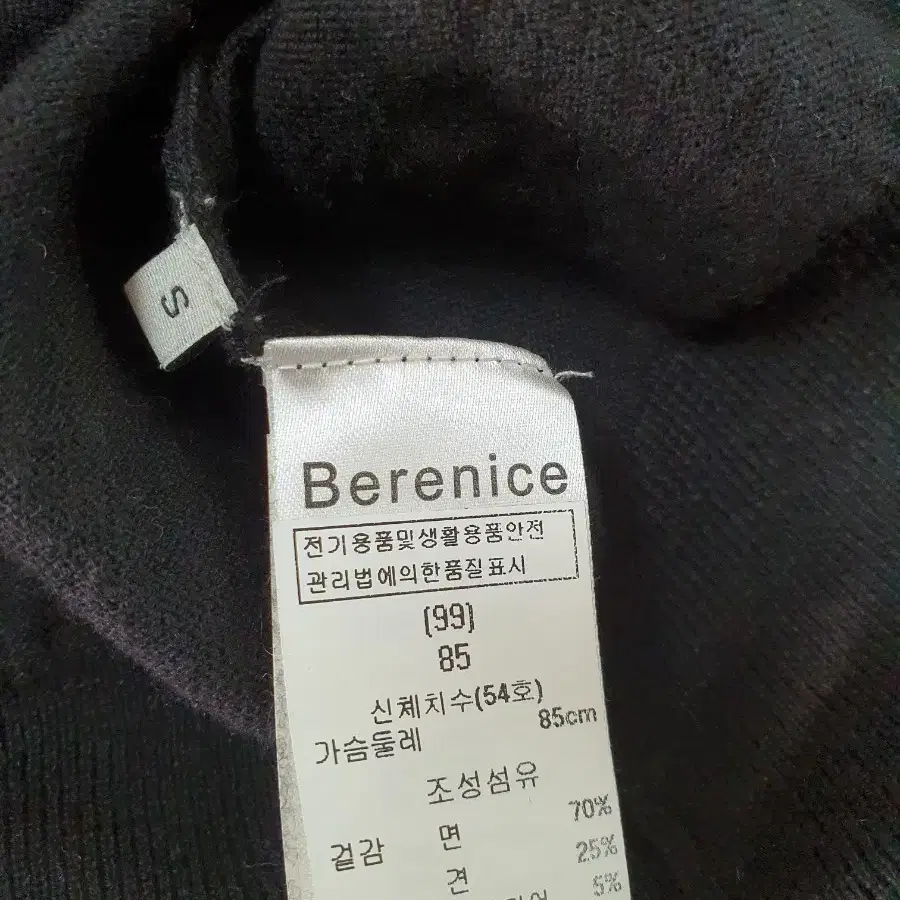 S
Berenice
전기용품및생활용품안전
관리법에의한품질표시
(99)
85
신체치수(54호)
가슴둘레 85cm
조성섬유
겉감 면 70%
견 25%
5%